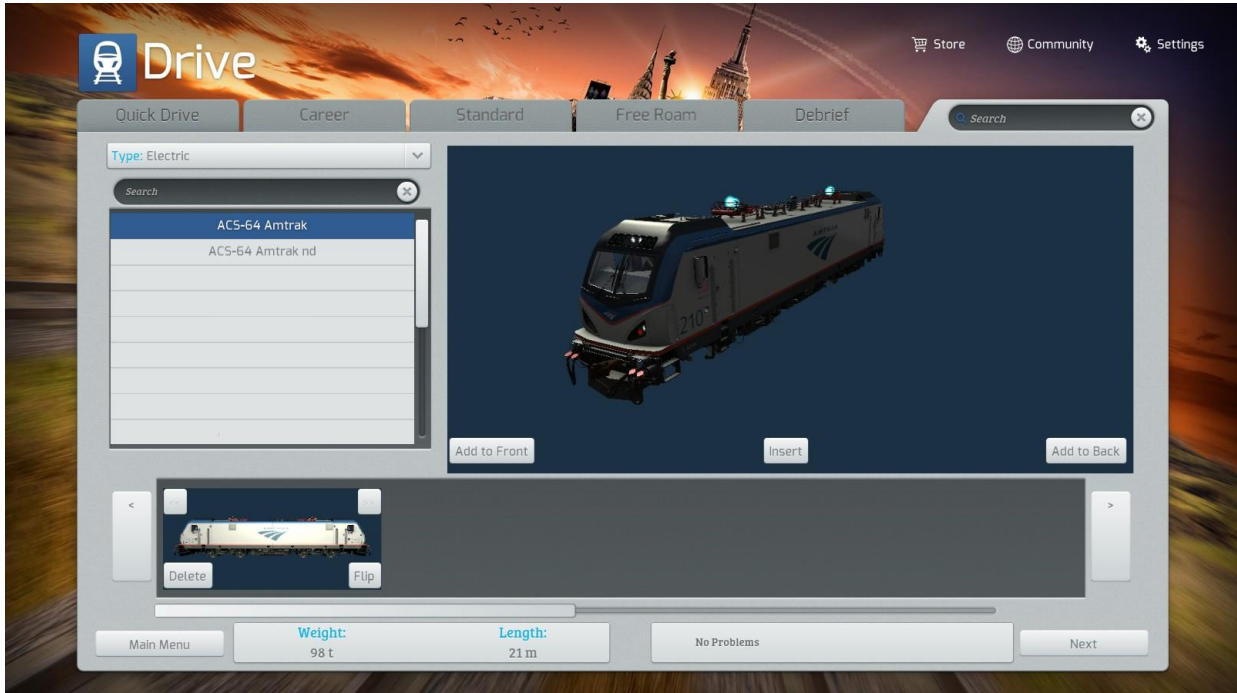 Drive
Store
Community
Settings
Quick Drive
Career
Standard
Free Roam
Debrief
Search
Type: Electric
Search
ACS-64 Amtrak
ACS-64 Amtrak nd
AMTRAK
210
Add to Front
Insert
Add to Back
<
<<
>>
>
Delete
Flip
Weight:
Length:
98 t
21 m
No Problems
Main Menu
Next